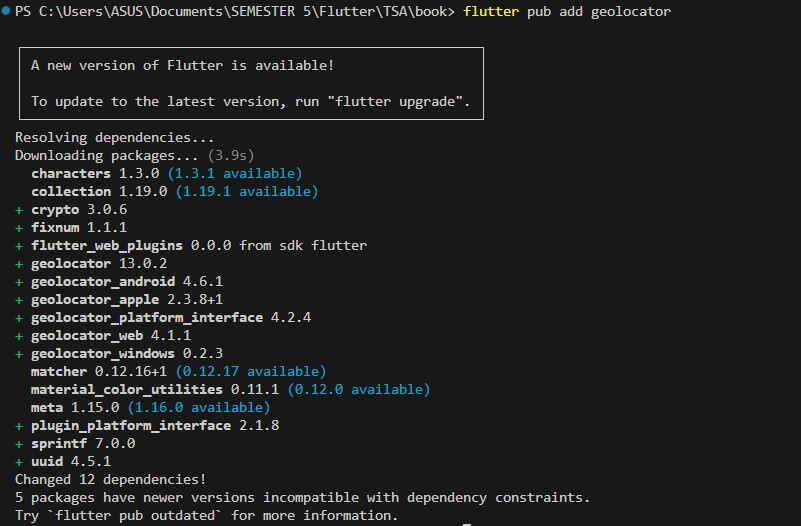 PS C:\Users\ASUS\Documents\SEMESTER 5\Flutter\TSA\book> flutter pub add geolocator
A new version of Flutter is available!
To update to the latest version, run "flutter upgrade".
Resolving dependencies...
Downloading packages... (3.9s)
characters 1.3.0 (1.3.1 available)
collection 1.19.0 (1.19.1 available)
+ crypto 3.0.6
+ fixnum 1.1.1
+ flutter_web_plugins 0.0.0 from sdk flutter
+ geolocator 13.0.2
+ geolocator_android 4.6.1
+ geolocator_apple 2.3.8+1
+ geolocator_platform_interface 4.2.4
+ geolocator_web 4.1.1
+ geolocator_windows 0.2.3
matcher 0.12.16+1 (0.12.17 available)
material_color_utilities 0.11.1 (0.12.0 available)
meta 1.15.0 (1.16.0 available)
+ plugin_platform_interface 2.1.8
+ sprintf 7.0.0
+ uuid 4.5.1
Changed 12 dependencies!
5 packages have newer versions incompatible with dependency constraints.
Try `flutter pub outdated` for more information.